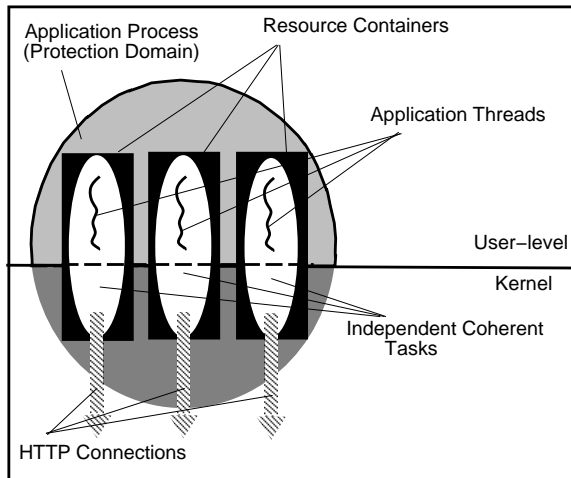 Application Process
(Protection Domain)
Resource Containers
Application Threads
User−level
Kernel
Independent Coherent
Tasks
HTTP Connections